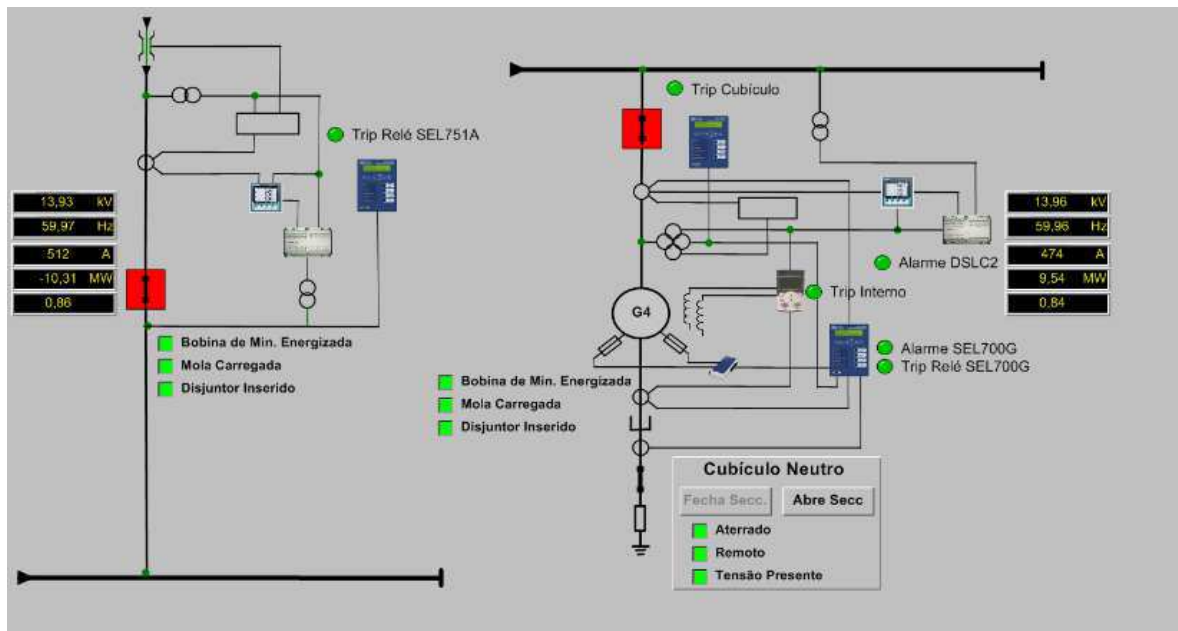 Trip Relé SEL751A
13,93 kV
59,97 Hz
512 A
-10,31 MW
0,86
Bobina de Min. Energizada
Mola Carregada
Disjuntor Inserido
Trip Cubículo
13,96 kV
59,96 Hz
474 A
9,54 MW
0,84
Alarme DSLC2
Trip Interno
G4
Alarme SEL700G
Trip Relé SEL700G
Bobina de Min. Energizada
Mola Carregada
Disjuntor Inserido
Cubículo Neutro
Fecha Secc.
Abre Secc
Aterrado
Remoto
Tensão Presente